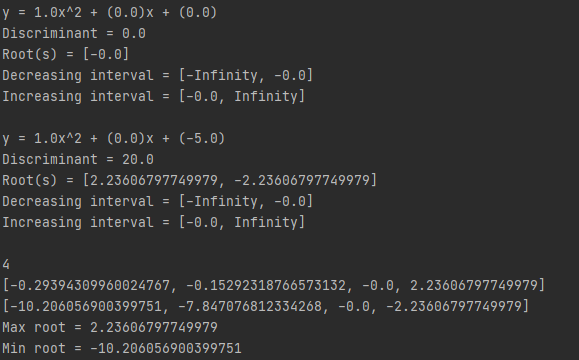 y = 1.0x^2 + (0.0)x + (0.0)
Discriminant = 0.0
Root(s) = [-0.0]
Decreasing interval = [-Infinity, -0.0]
Increasing interval = [-0.0, Infinity]
y = 1.0x^2 + (0.0)x + (-5.0)
Discriminant = 20.0
Root(s) = [2.23606797749979, -2.23606797749979]
Decreasing interval = [-Infinity, -0.0]
Increasing interval = [-0.0, Infinity]
4
[-0.29394309960024767, -0.15292318766573132, -0.0, 2.23606797749979]
[-10.206056900399751, -7.847076812334268, -0.0, -2.23606797749979]
Max root = 2.23606797749979
Min root = -10.206056900399751